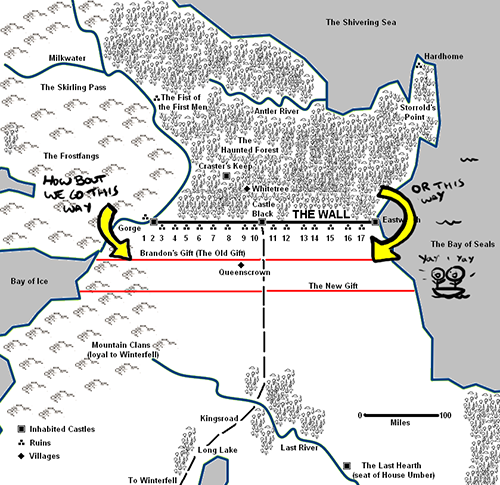 The Shivering Sea
Milkwater
Hardhome
The Skirling Pass
The Fist of
the First Men
Antler River
Storrold's
Point
The
Haunted Forest
The Frostfangs
Craster's Keep
HOW BOUT
WE GO THIS
WAY
Whitetree
OR THIS
WAY
Castle
Black
THE WALL
Gorge
1 2 3 4 5 6 7 8 9 10 11 12 13 14 15 16 17
The Bay of Seals
Brandon's Gift (The Old Gift)
YAY! YAY
Queenscrown
Bay of Ice
The New Gift
Mountain Clans
(loyal to Winterfell)
0 100
Miles
Kingsroad
Inhabited Castles
Ruins
Villages
Long Lake
Last River
To Winterfell
The Last Hearth
(seat of House Umber)